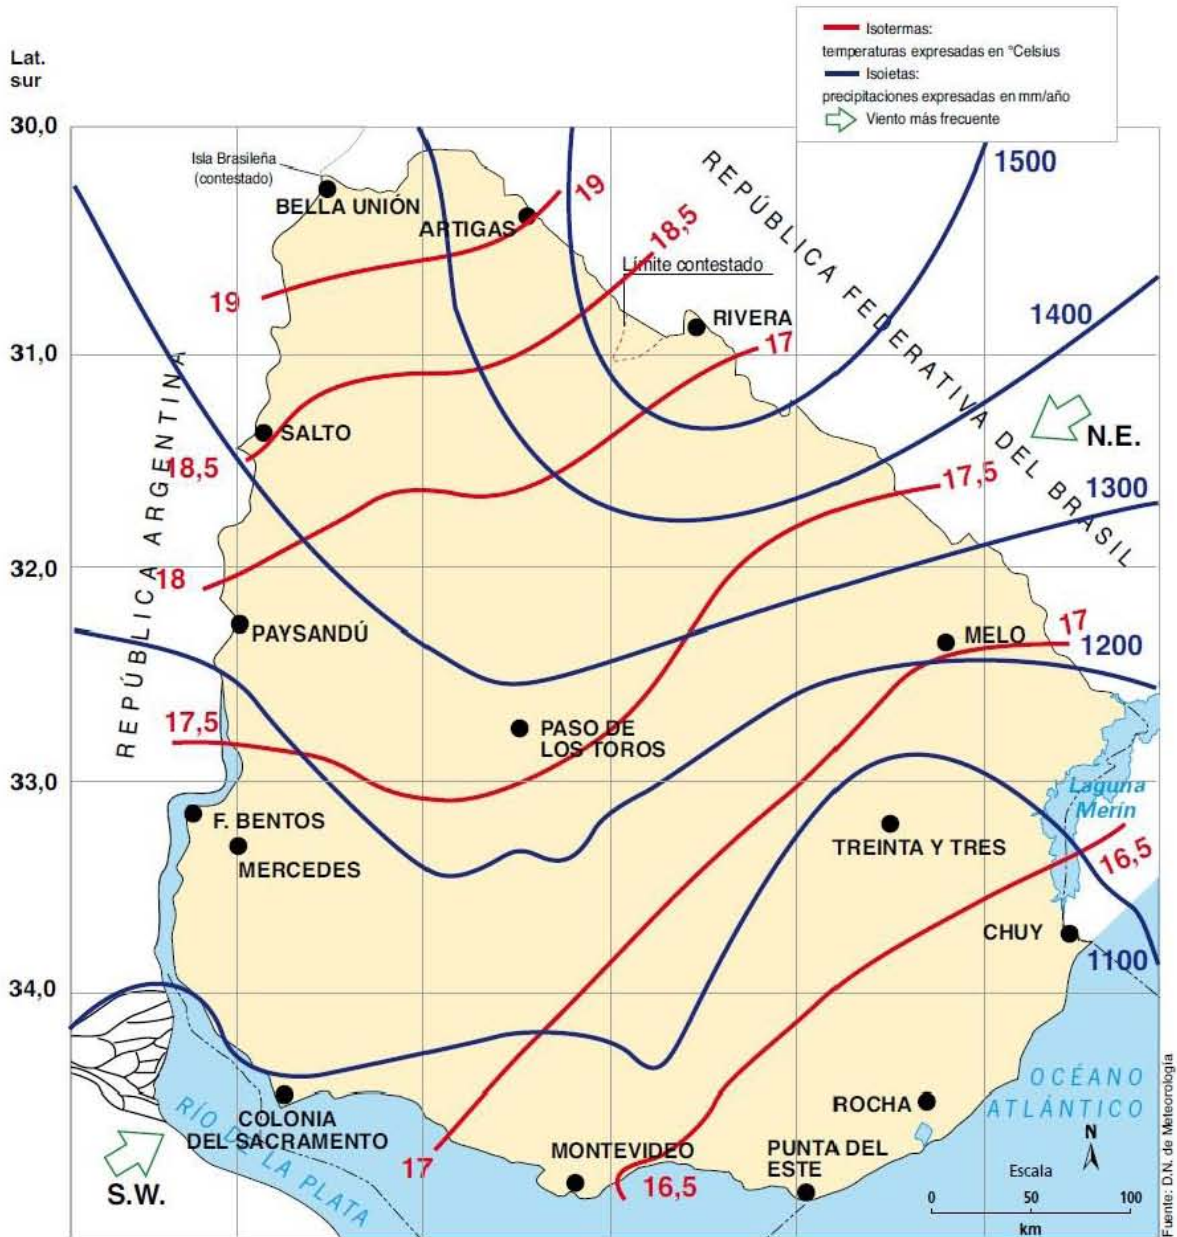 Isotermas:
temperaturas expresadas en °Celsius
Isoietas:
precipitaciones expresadas en mm/año
Viento más frecuente
Lat.
sur
30,0
31,0
32,0
33,0
34,0
Isla Brasileña
(contestado)
BELLA UNIÓN
ARTIGAS
19
18,5
19
Límite contestado
RIVERA
17
REPÚBLICA FEDERATIVA DEL BRASIL
1500
1400
N.E.
1300
17,5
REPÚBLICA ARGENTINA
SALTO
18,5
18
PAYSANDÚ
MELO
17
1200
17,5
PASO DE
LOS TOROS
F. BENTOS
MERCEDES
TREINTA Y TRES
Laguna
Merín
16,5
CHUY
1100
COLONIA
DEL SACRAMENTO
RÍO DE LA PLATA
S.W.
17
MONTEVIDEO
16,5
PUNTA DEL
ESTE
ROCHA
OCÉANO
ATLÁNTICO
N
Escala
0 50 100
km
Fuente: D.N. de Meteorología